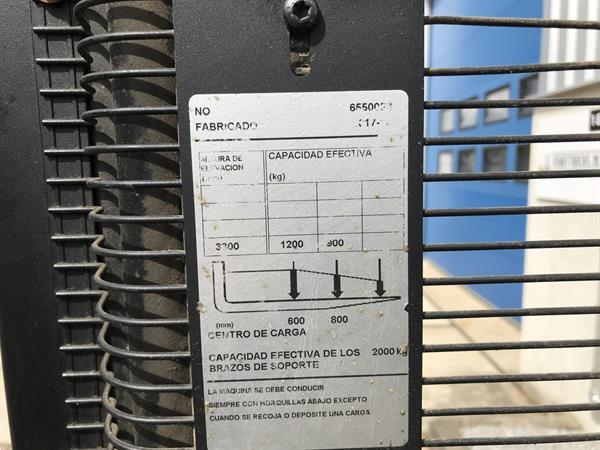 NO
FABRICADO
ALTURA DE ELEVACION
CAPACIDAD EFECTIVA
(kg)
3300 1200 900
(mm) 600 800
CENTRO DE CARGA
CAPACIDAD EFECTIVA DE LOS 2000 kg
BRAZOS DE SOPORTE
LA MAQUINA SE DEBE CONDUCIR
SIEMPRE CON HORQUILLAS ABAJO EXCEPTO
CUANDO SE RECOJA O DEPOSITE UNA CARGA